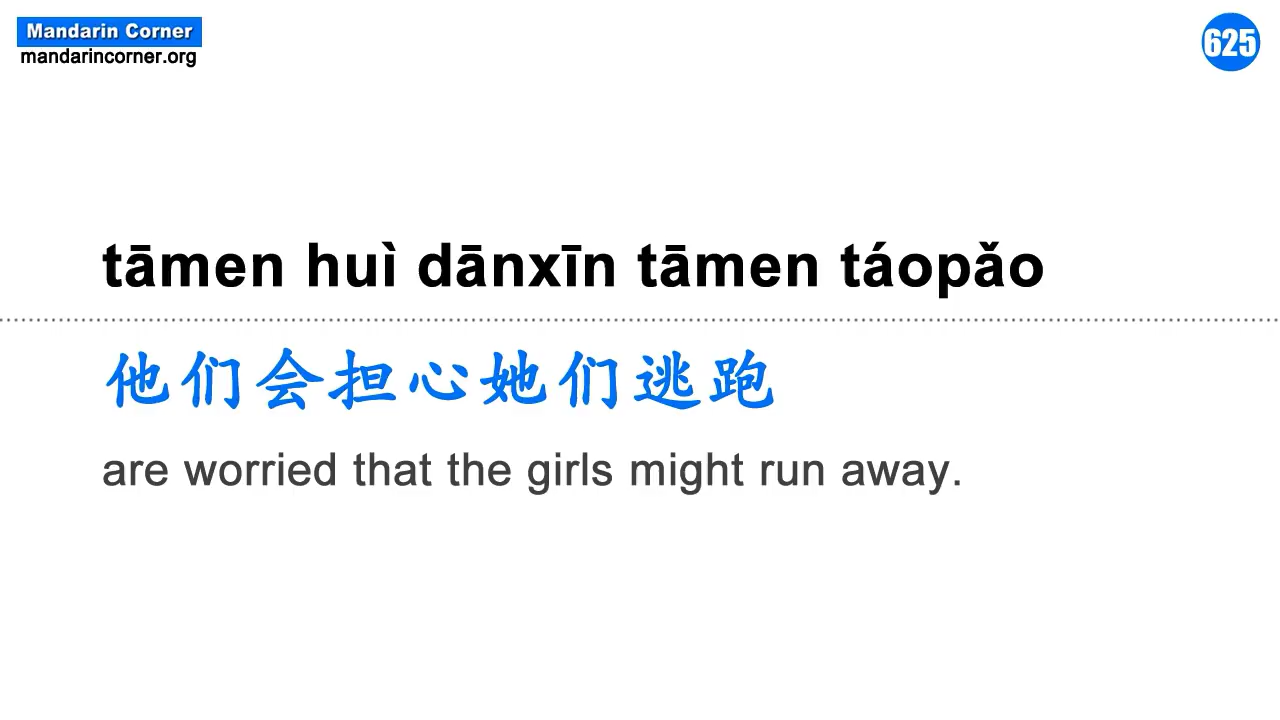 Mandarin Corner
mandarincorner.org
625
tāmen huì dānxīn tāmen táopǎo
他们会担心她们逃跑
are worried that the girls might run away.